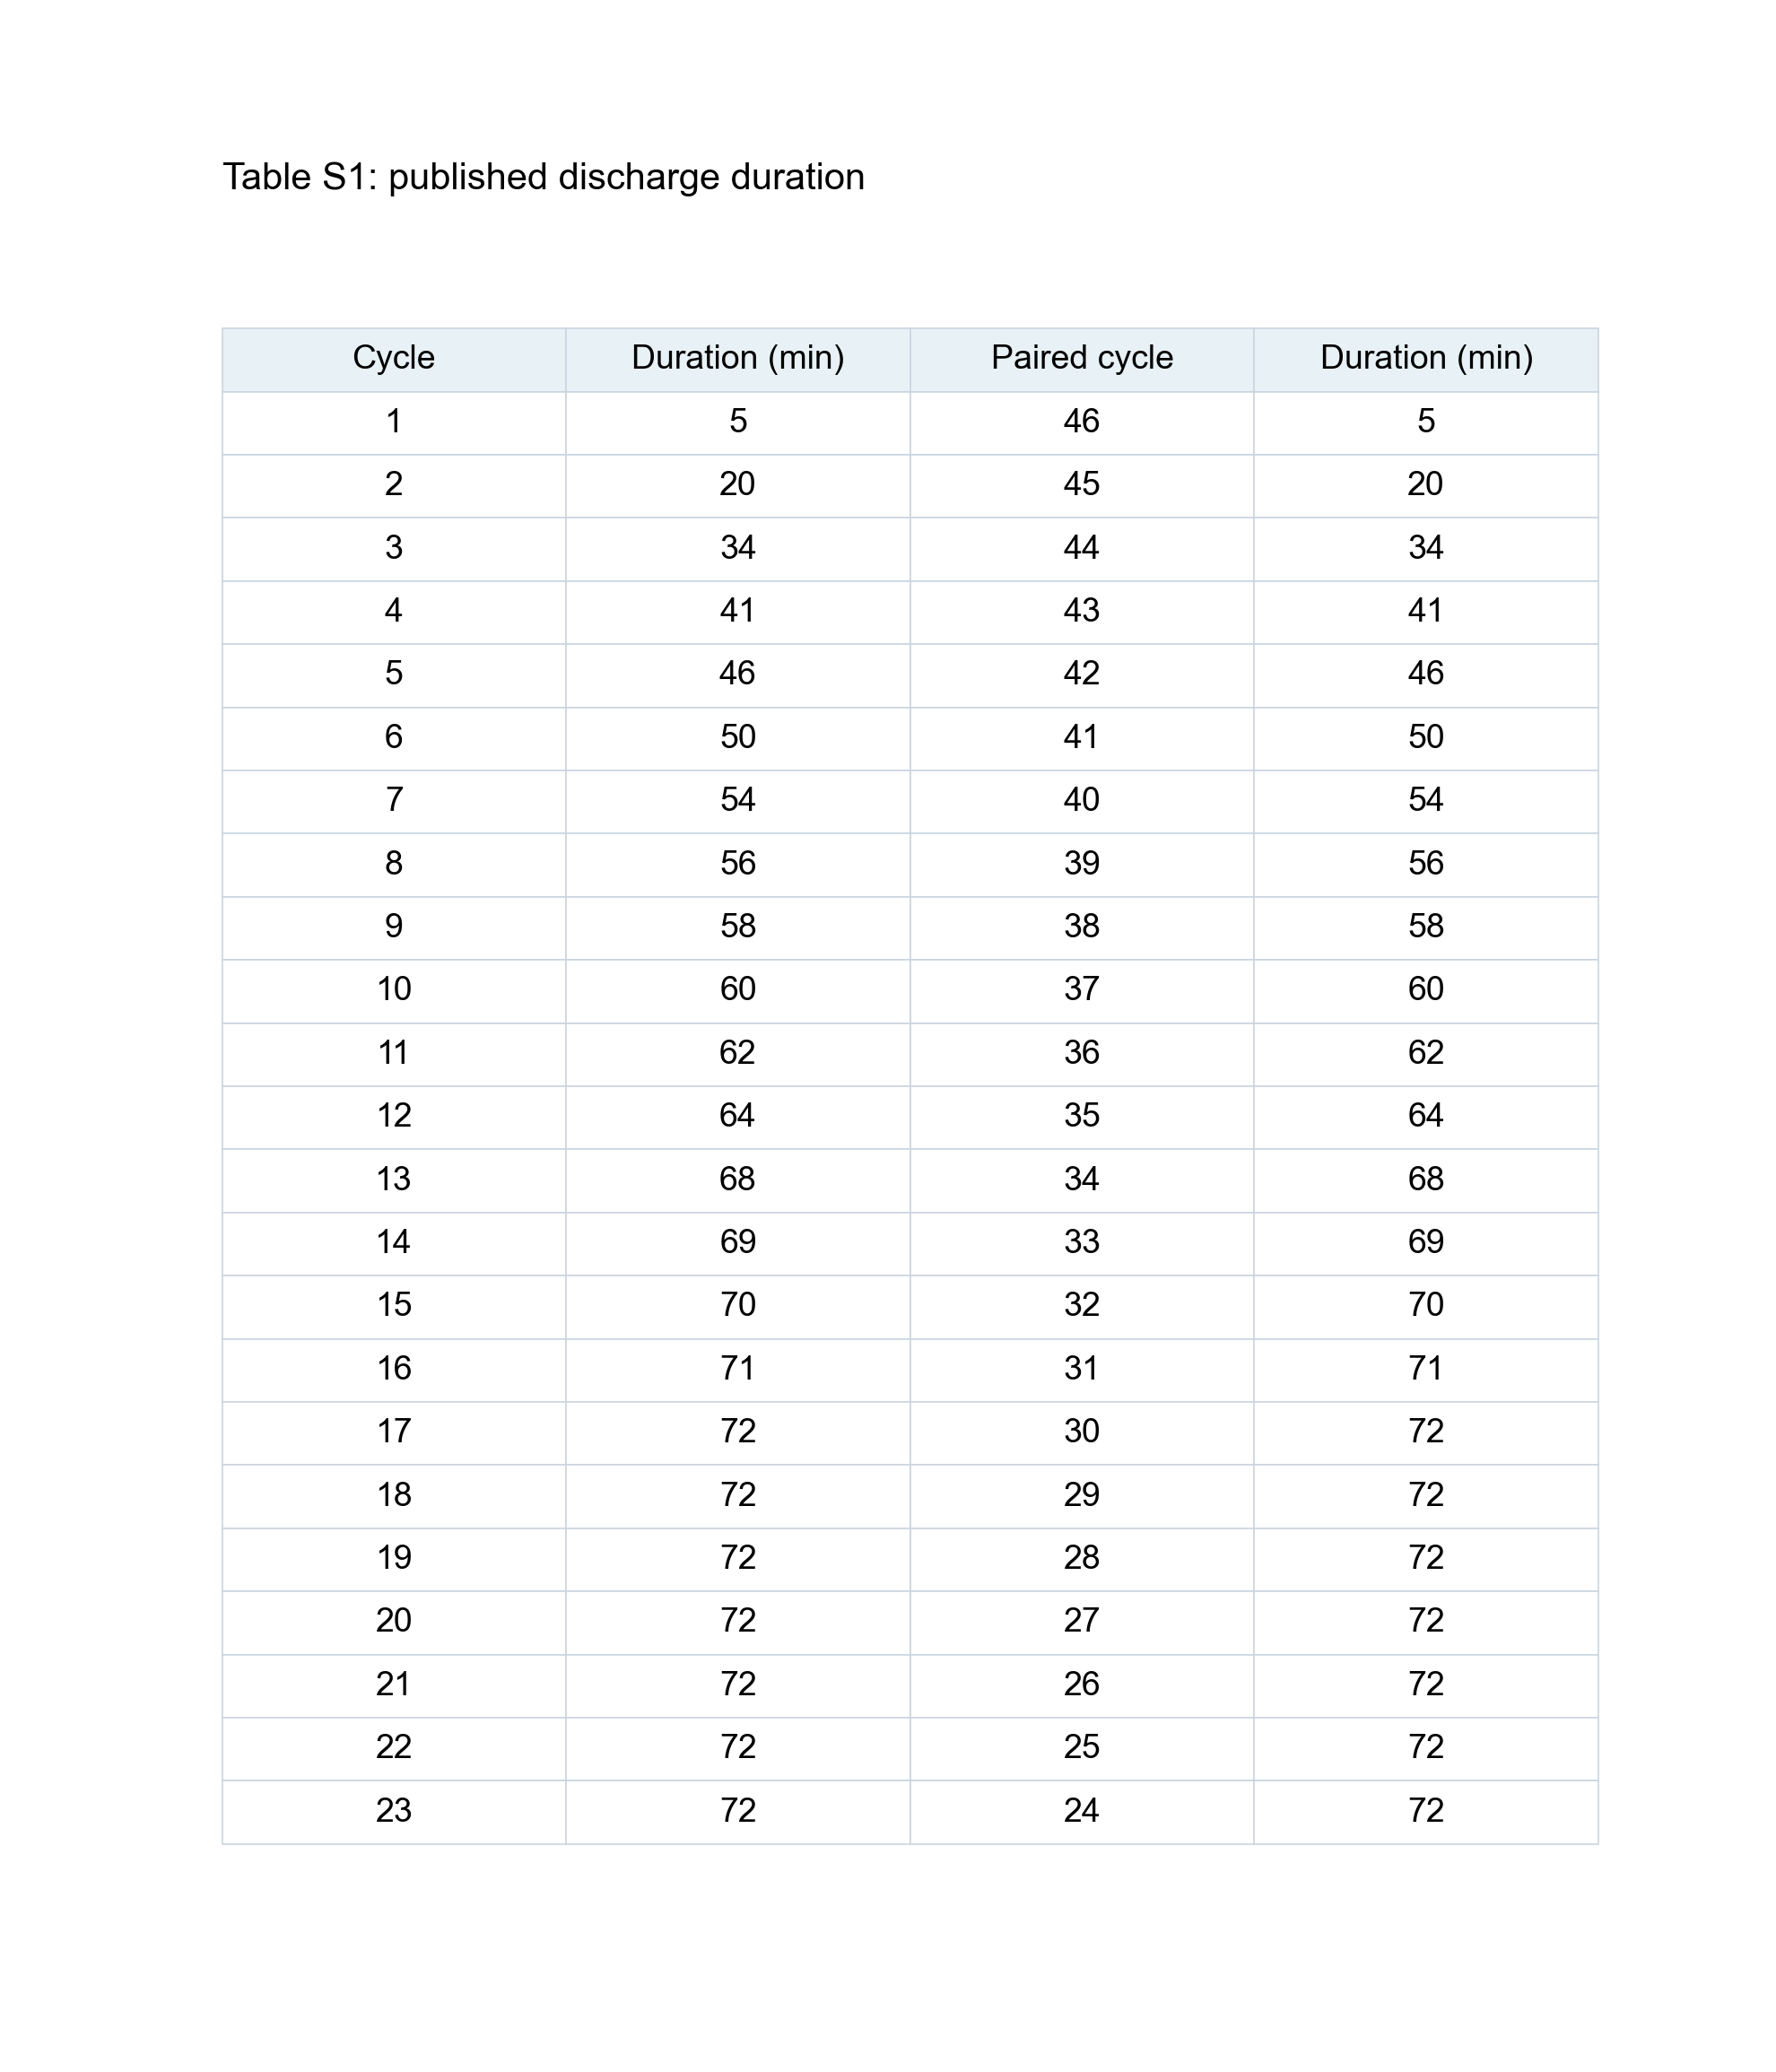 Table S1: published discharge duration
Cycle Duration (min) Paired cycle Duration (min)
1 5 46 5
2 20 45 20
3 34 44 34
4 41 43 41
5 46 42 46
6 50 41 50
7 54 40 54
8 56 39 56
9 58 38 58
10 60 37 60
11 62 36 62
12 64 35 64
13 68 34 68
14 69 33 69
15 70 32 70
16 71 31 71
17 72 30 72
18 72 29 72
19 72 28 72
20 72 27 72
21 72 26 72
22 72 25 72
23 72 24 72